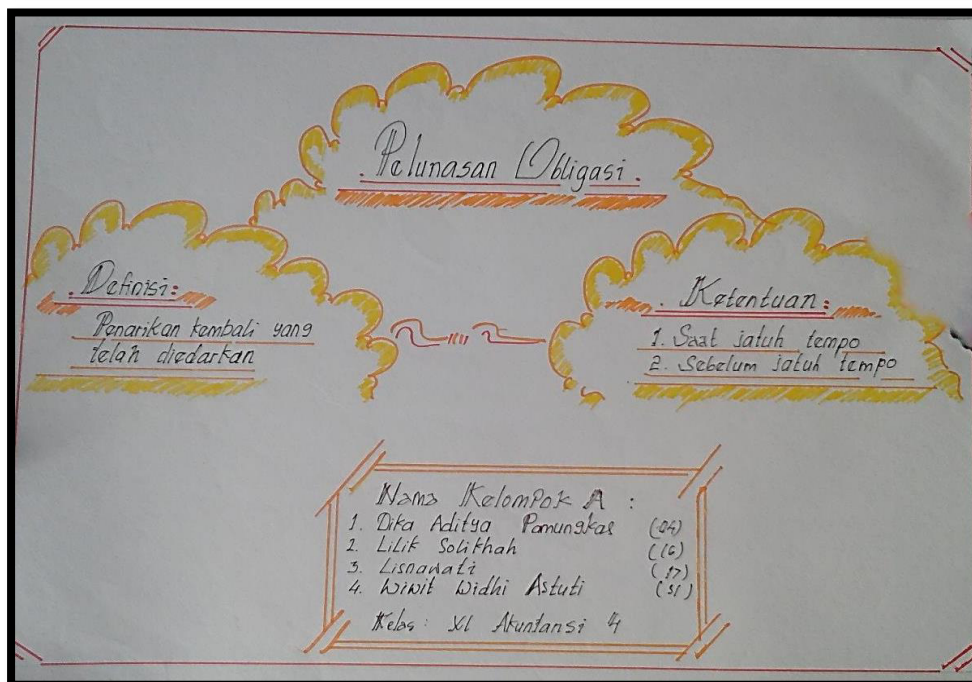 . Pelunasan Obligasi .
. Definisi :
Penarikan kembali yang
telah diedarkan
. Ketentuan :
1. Saat jatuh tempo
2. Sebelum jatuh tempo
Nama Kelompok A :
1. Dika Aditya Pamungkas (04)
2. Lilik Solikhah (16)
3. Lisnawati (17)
4. Wiwit Widhi Astuti (31)
Kelas : XI Akuntansi 4